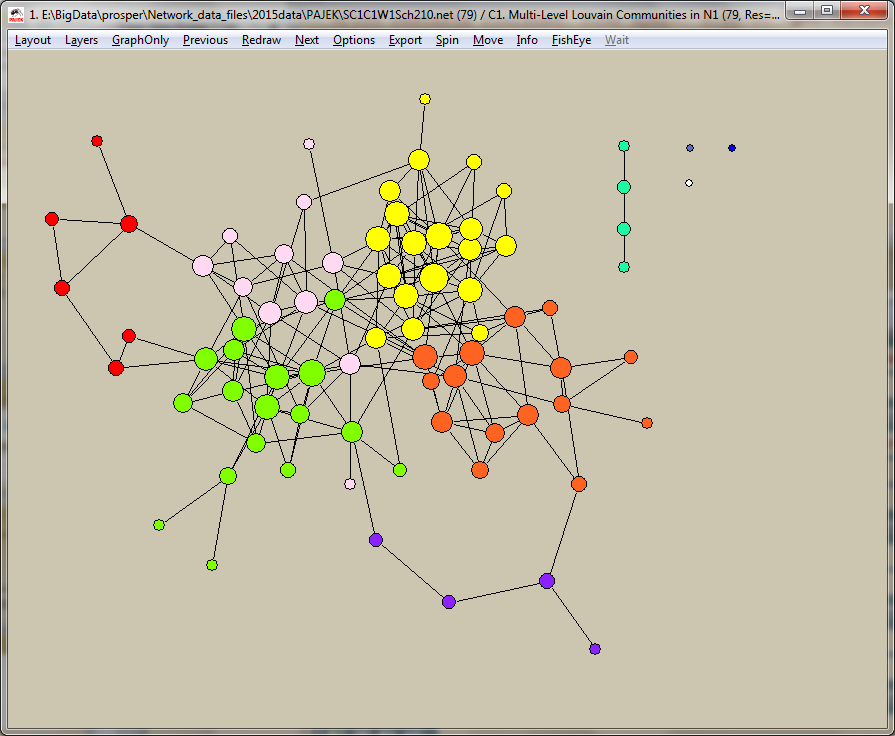 1. E:\BigData\prosper\Network_data_files\2015data\PAJEK\SC1C1W1Sch210.net (79) / C1. Multi-Level Louvain Communities in N1 (79, Res=...
Layout Layers GraphOnly Previous Redraw Next Options Export Spin Move Info FishEye Wait